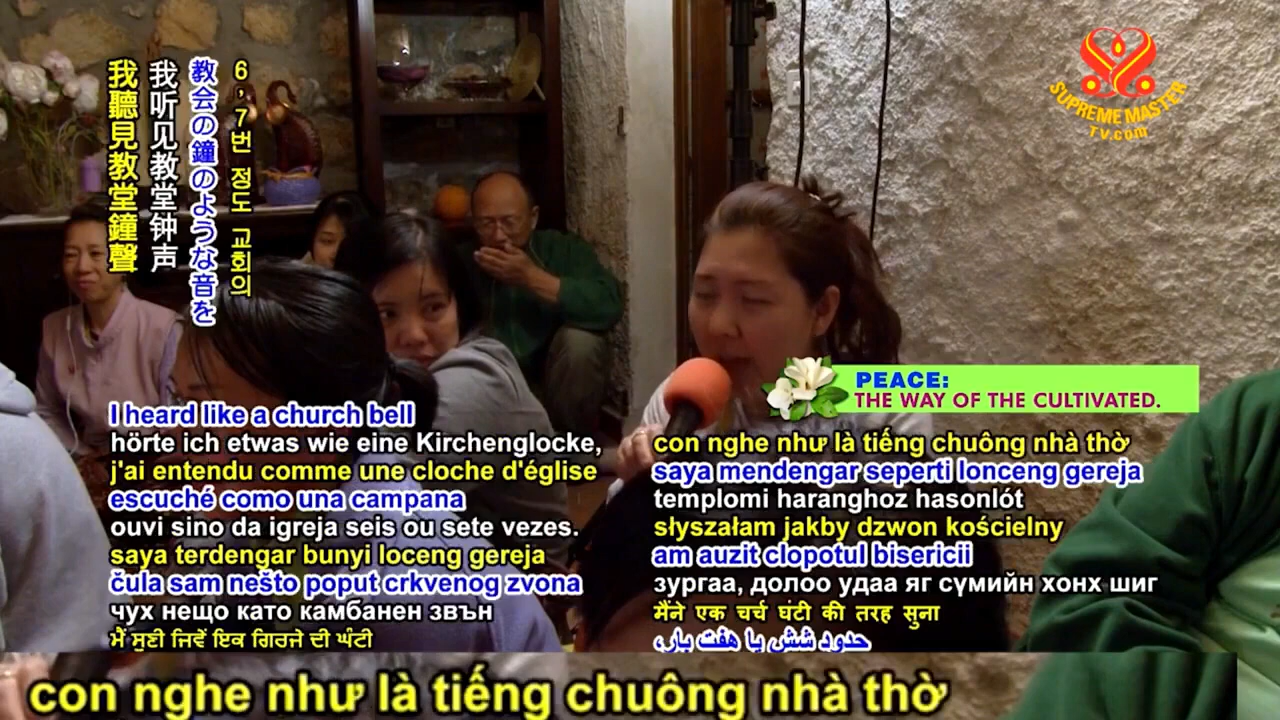 我聽見教堂鐘聲
我听见教堂钟声
教会の鐘のような音を
6, 7번 정도 교회의
SUPREME MASTER
TV.com
PEACE:
THE WAY OF THE CULTIVATED.
I heard like a church bell
hörte ich etwas wie eine Kirchenglocke,
j'ai entendu comme une cloche d'église
escuché como una campana
ouvi sino da igreja seis ou sete vezes.
saya terdengar bunyi loceng gereja
čula sam nešto poput crkvenog zvona
чух нещо като камбанен звън
ਮੈਂ ਸੁਣੀ ਜਿਵੇਂ ਇਕ ਗਿਰਜੇ ਦੀ ਘੰਟੀ
con nghe như là tiếng chuông nhà thờ
saya mendengar seperti lonceng gereja
templomi haranghoz hasonlót
słyszałam jakby dzwon kościelny
am auzit clopotul bisericii
зургаа, долоо удаа яг сүмийн хонх шиг
मैंने एक चर्च घंटी की तरह सुना
حدود شش یا هفت بار،
con nghe như là tiếng chuông nhà thờ